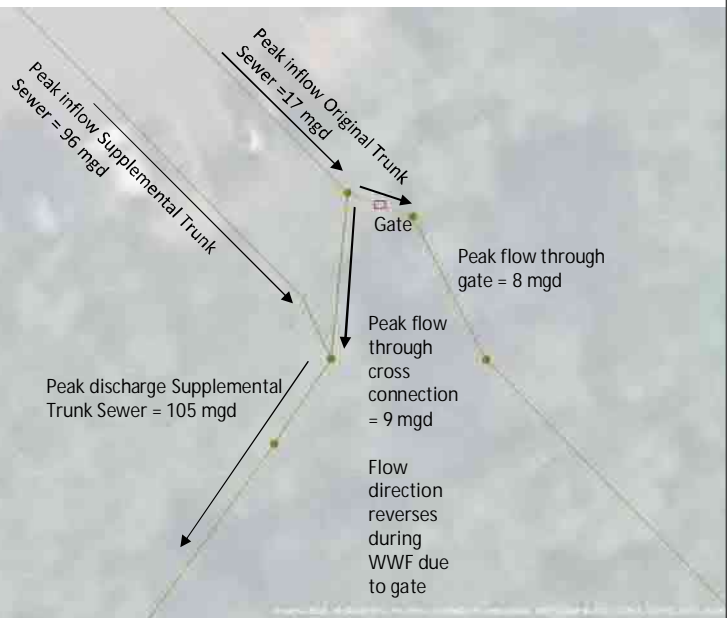 Peak inflow Original Trunk
Sewer =17 mgd
Peak inflow Supplemental Trunk
Sewer = 96 mgd
Gate
Peak flow through
gate = 8 mgd
Peak flow
through
cross
connection
= 9 mgd
Peak discharge Supplemental
Trunk Sewer = 105 mgd
Flow
direction
reverses
during
WWF due
to gate